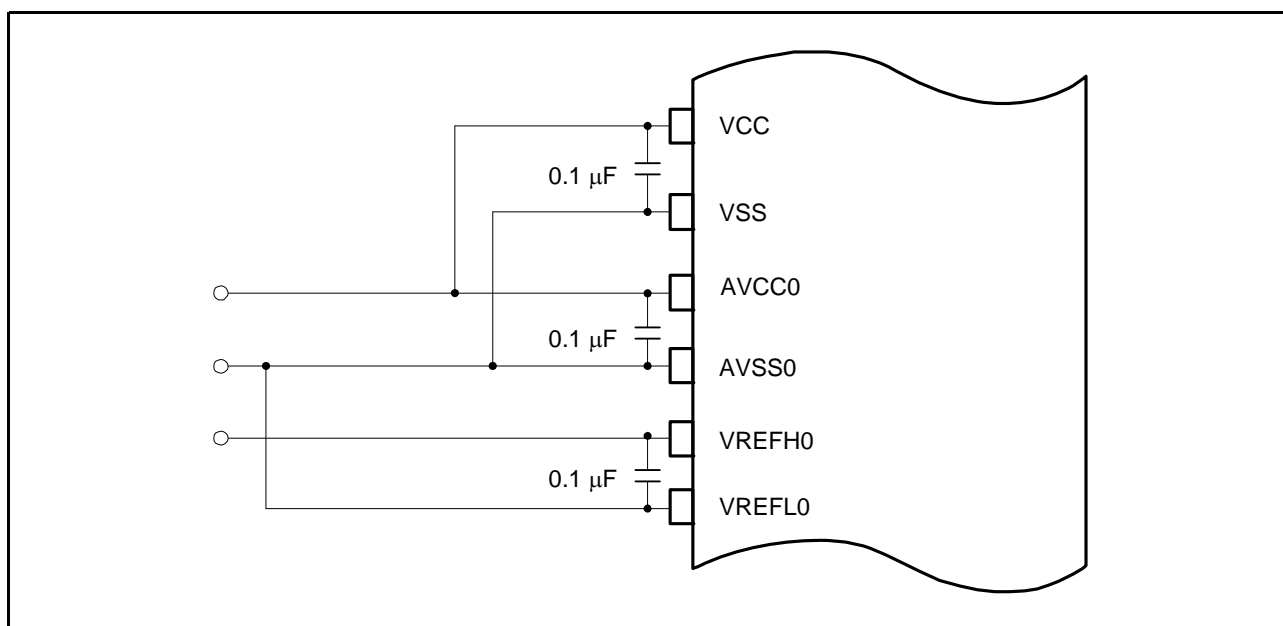 VCC
0.1 μF
VSS
AVCC0
0.1 μF
AVSS0
VREFH0
0.1 μF
VREFL0